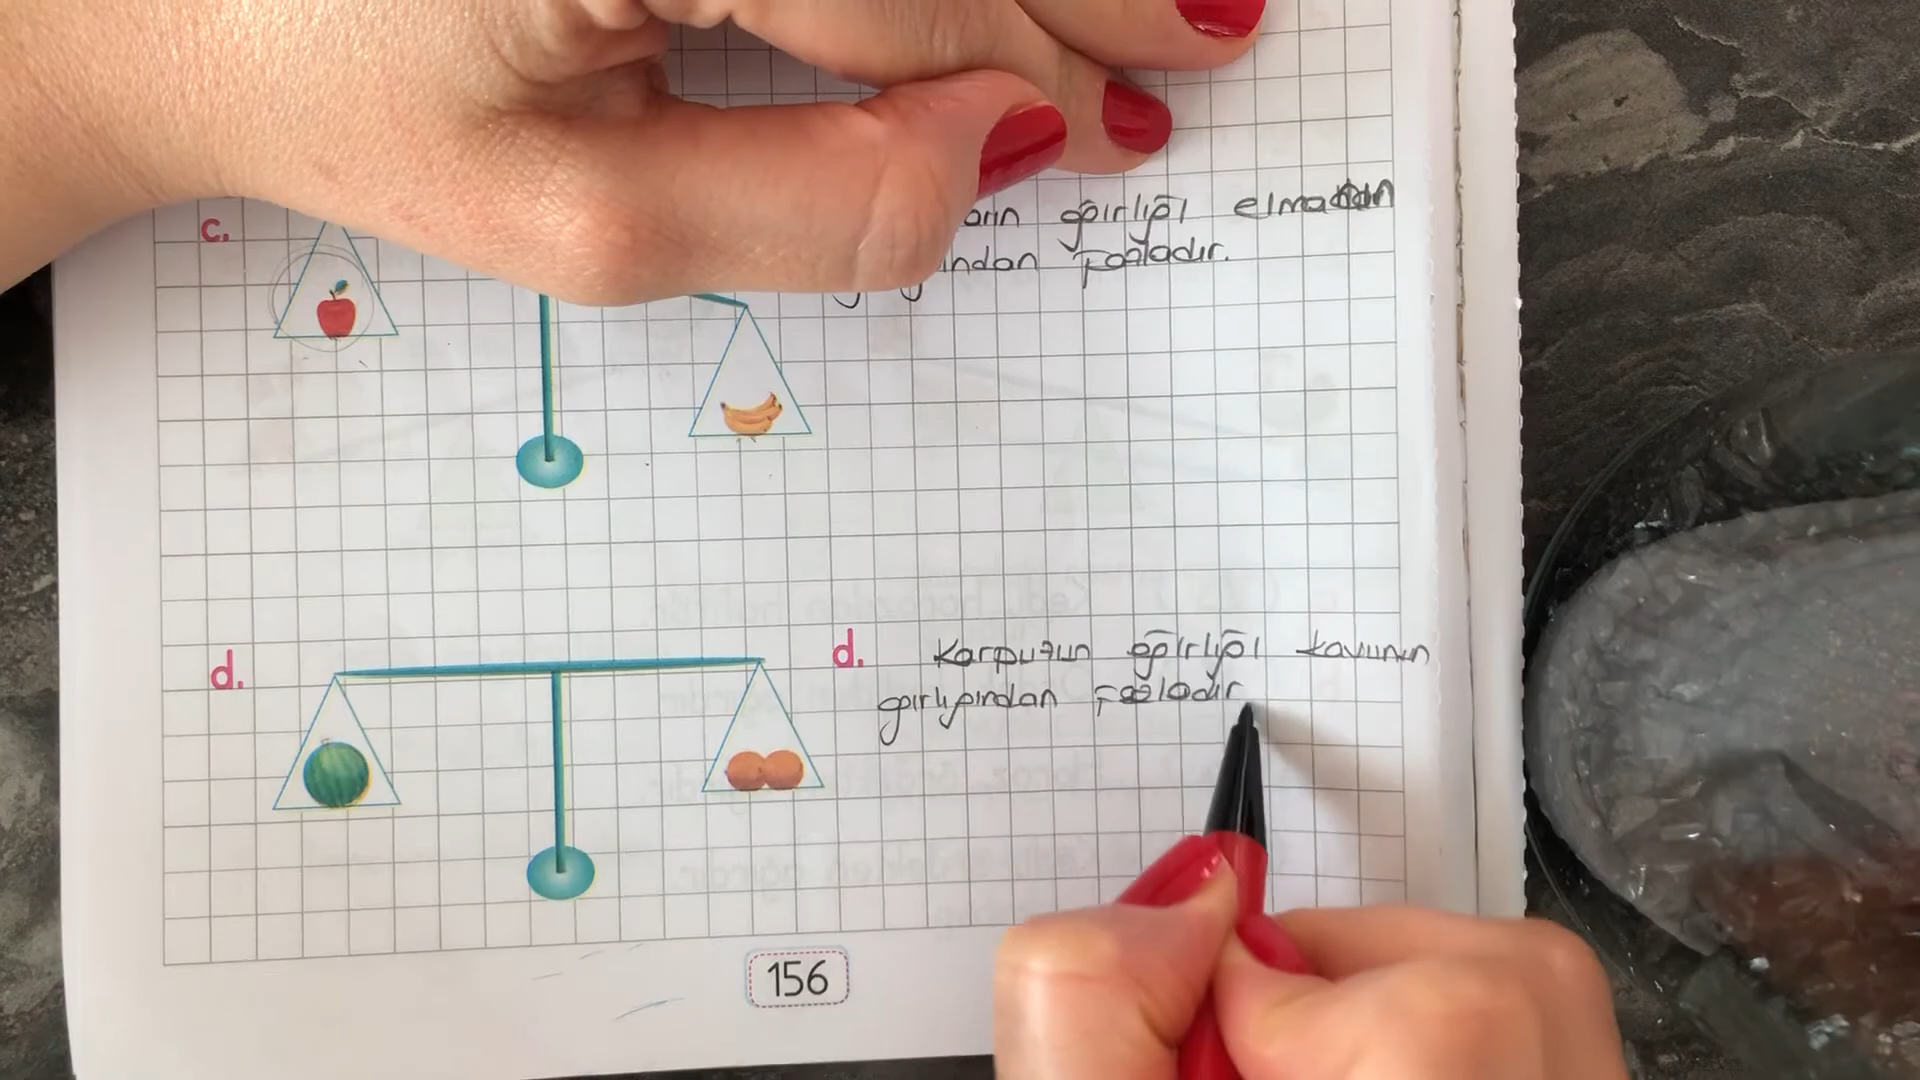 c.
arın ağırlığı elmanın
ından fazladır.
d.
d. Karpuzun ağırlığı kavunun
ağırlığından fazladır
156